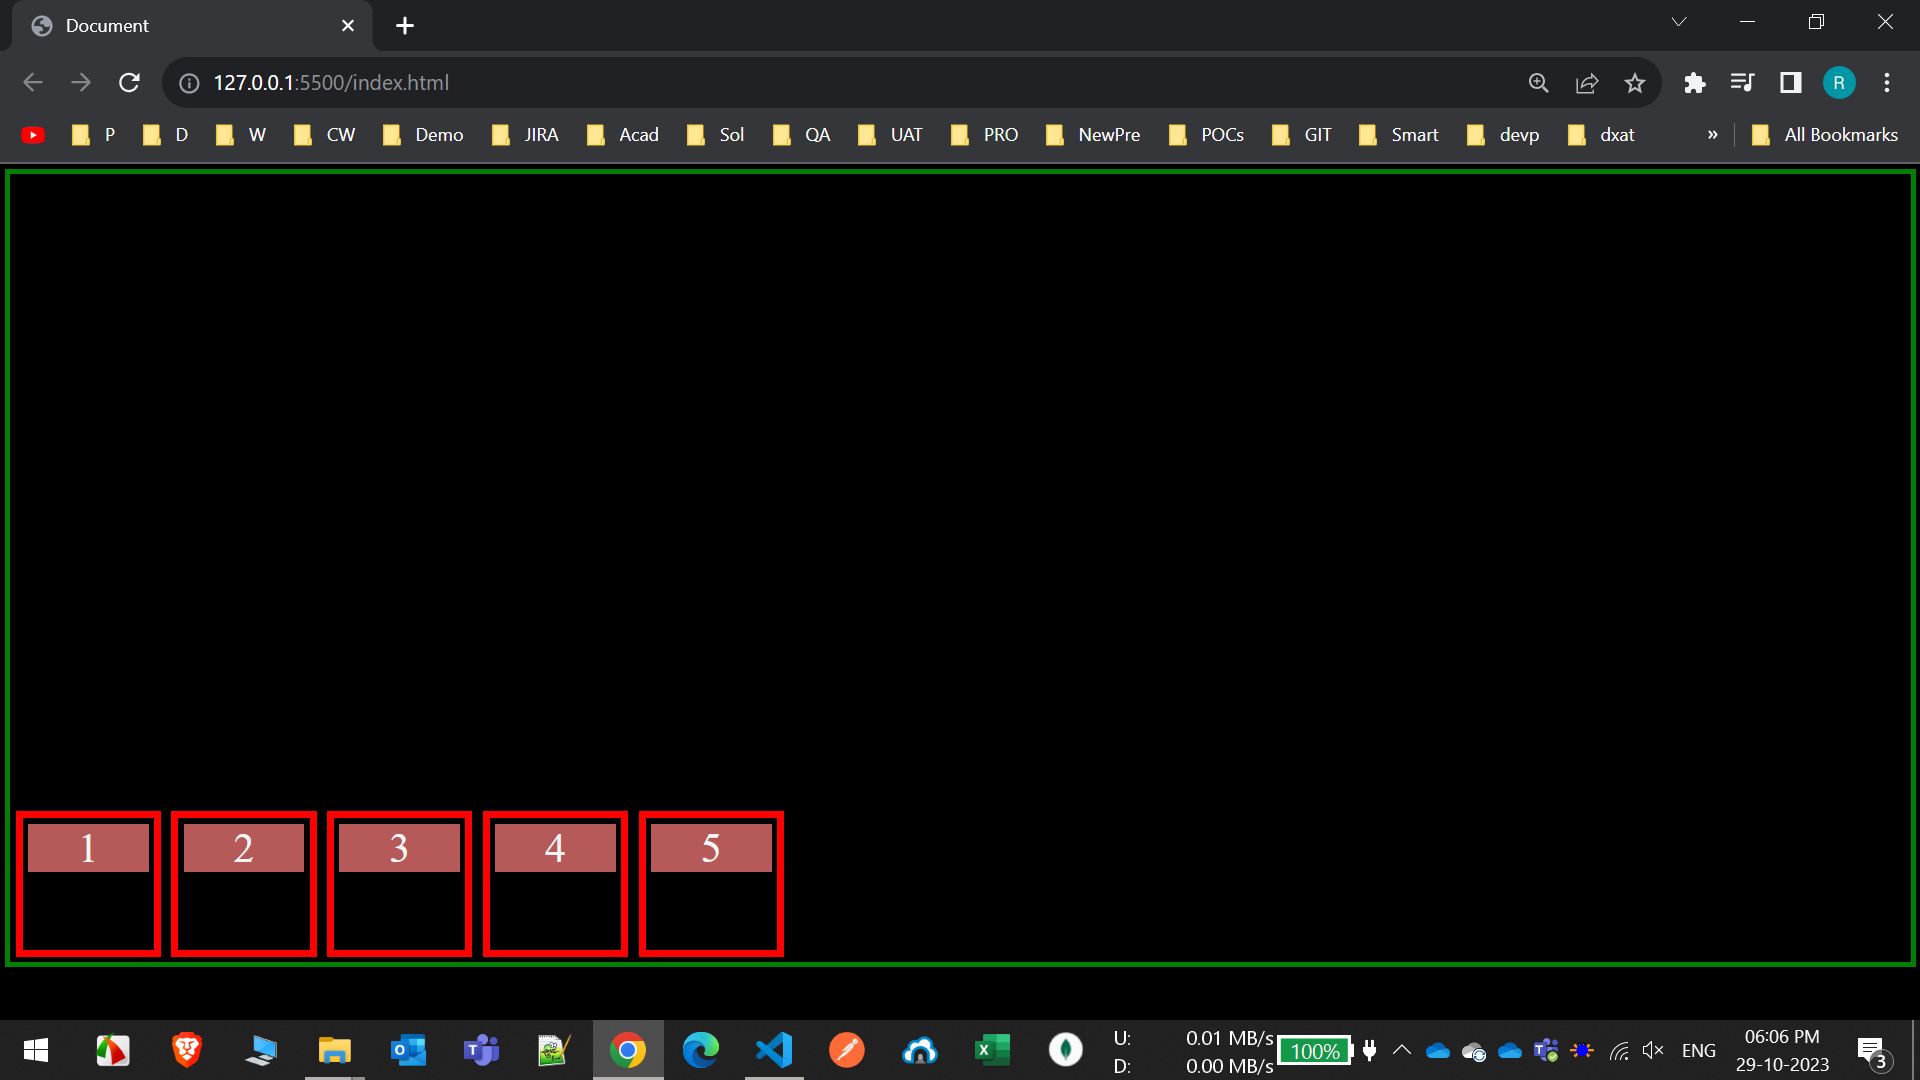 Document
127.0.0.1:5500/index.html
R
P D W CW Demo JIRA Acad Sol QA UAT PRO NewPre POCs GIT Smart devp dxat » All Bookmarks
1 2 3 4 5
U: 0.01 MB/s
D: 0.00 MB/s
100%
ENG
06:06 PM
29-10-2023
3